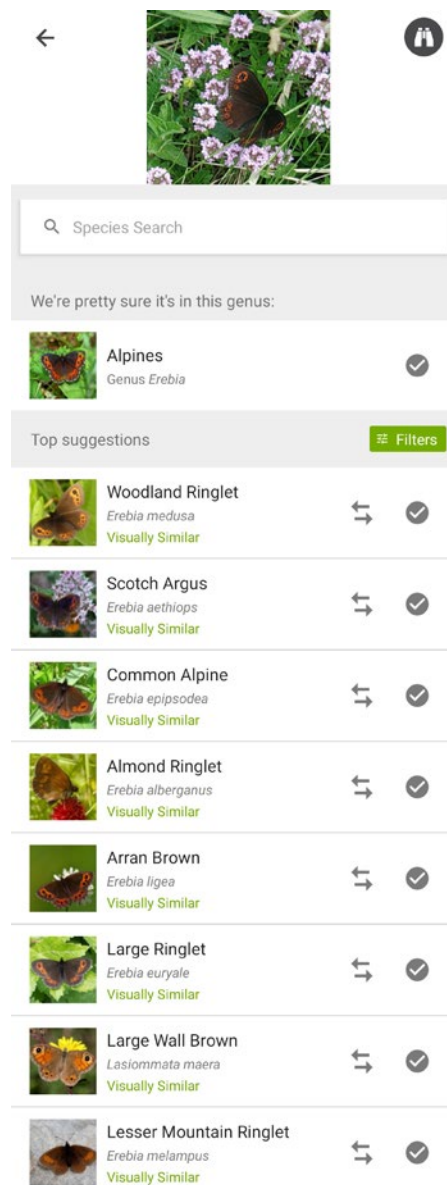 Species Search
We're pretty sure it's in this genus:
Alpines
Genus Erebia
Top suggestions
Filters
Woodland Ringlet
Erebia medusa
Visually Similar
Scotch Argus
Erebia aethiops
Visually Similar
Common Alpine
Erebia epipsodea
Visually Similar
Almond Ringlet
Erebia alberganus
Visually Similar
Arran Brown
Erebia ligea
Visually Similar
Large Ringlet
Erebia euryale
Visually Similar
Large Wall Brown
Lasiommata maera
Visually Similar
Lesser Mountain Ringlet
Erebia melampus
Visually Similar